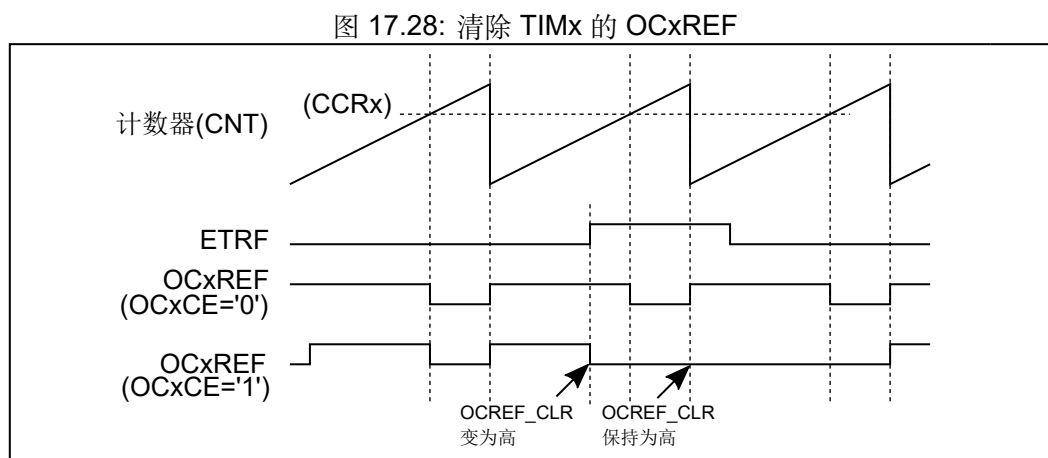 图 17.28: 清除 TIMx 的 OCxREF
(CCRx)
计数器(CNT)
ETRF
OCxREF
(OCxCE='0')
OCxREF
(OCxCE='1')
OCREF_CLR
变为高
OCREF_CLR
保持为高